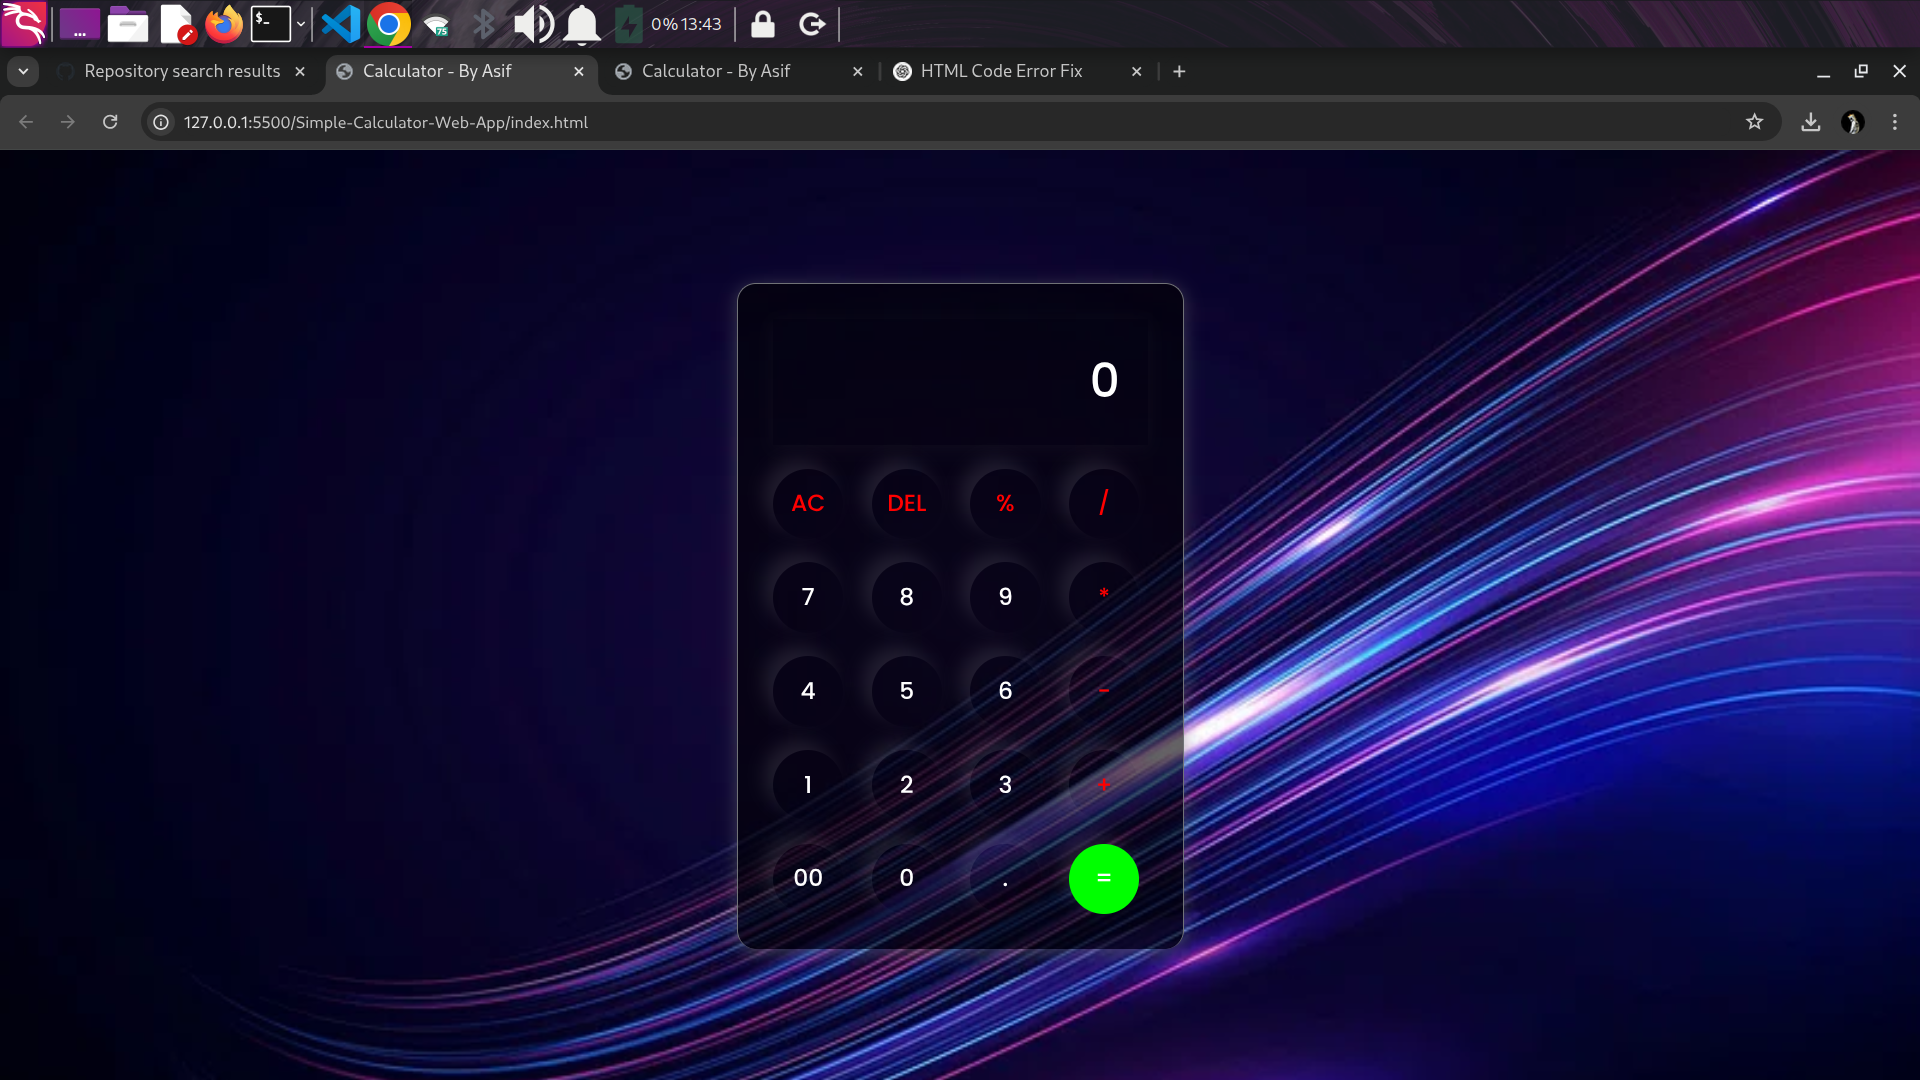 $_ 75 0% 13:43
Repository search results Calculator - By Asif Calculator - By Asif HTML Code Error Fix
127.0.0.1:5500/Simple-Calculator-Web-App/index.html
0
AC DEL % /
7 8 9 *
4 5 6 -
1 2 3 +
00 0 . =